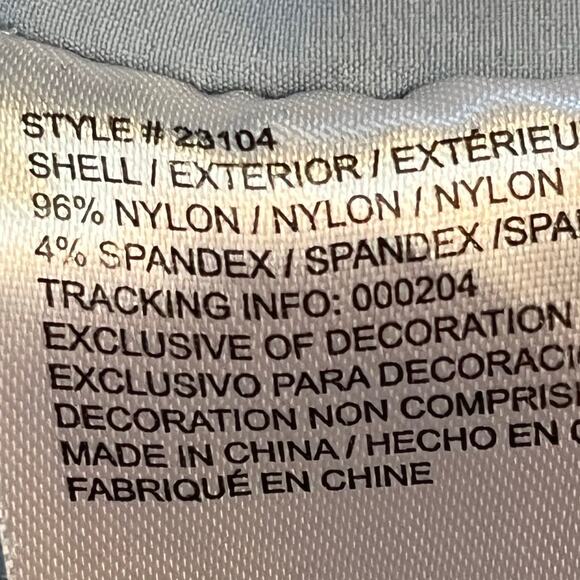 STYLE # 23104
SHELL / EXTERIOR / EXTÉRIEU
96% NYLON / NYLON / NYLON
4% SPANDEX / SPANDEX /SPA
TRACKING INFO: 000204
EXCLUSIVE OF DECORATION
EXCLUSIVO PARA DECORACI
DECORATION NON COMPRIS
MADE IN CHINA / HECHO EN C
FABRIQUÉ EN CHINE